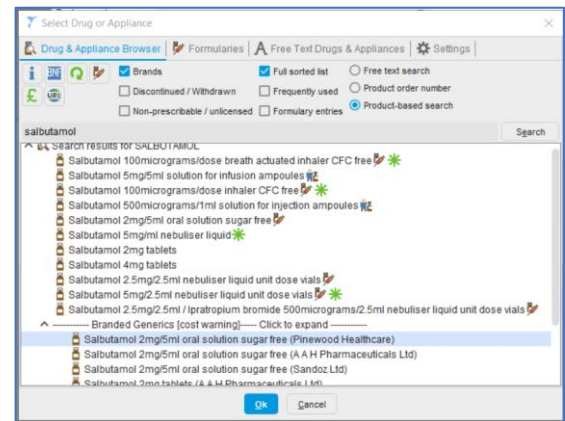 Select Drug or Appliance
Drug & Appliance Browser Formularies Free Text Drugs & Appliances Settings
Brands Full sorted list Free text search
Discontinued / Withdrawn Frequently used Product order number
Non-prescribable / unlicensed Formulary entries Product-based search
salbutamol Search
Search results for SALBUTAMOL
Salbutamol 100micrograms/dose breath actuated inhaler CFC free
Salbutamol 5mg/5ml solution for infusion ampoules
Salbutamol 100micrograms/dose inhaler CFC free
Salbutamol 500micrograms/1ml solution for injection ampoules
Salbutamol 2mg/5ml oral solution sugar free
Salbutamol 5mg/ml nebuliser liquid
Salbutamol 2mg tablets
Salbutamol 4mg tablets
Salbutamol 2.5mg/2.5ml nebuliser liquid unit dose vials
Salbutamol 5mg/2.5ml nebuliser liquid unit dose vials
Salbutamol 2.5mg/2.5ml / Ipratropium bromide 500micrograms/2.5ml nebuliser liquid unit dose vials
---------- Branded Generics [cost warning]----- Click to expand -----------
Salbutamol 2mg/5ml oral solution sugar free (Pinewood Healthcare)
Salbutamol 2mg/5ml oral solution sugar free (A A H Pharmaceuticals Ltd)
Salbutamol 2mg/5ml oral solution sugar free (Sandoz Ltd)
Salbutamol 2mg tablets (A A H Pharmaceuticals Ltd)
Ok Cancel